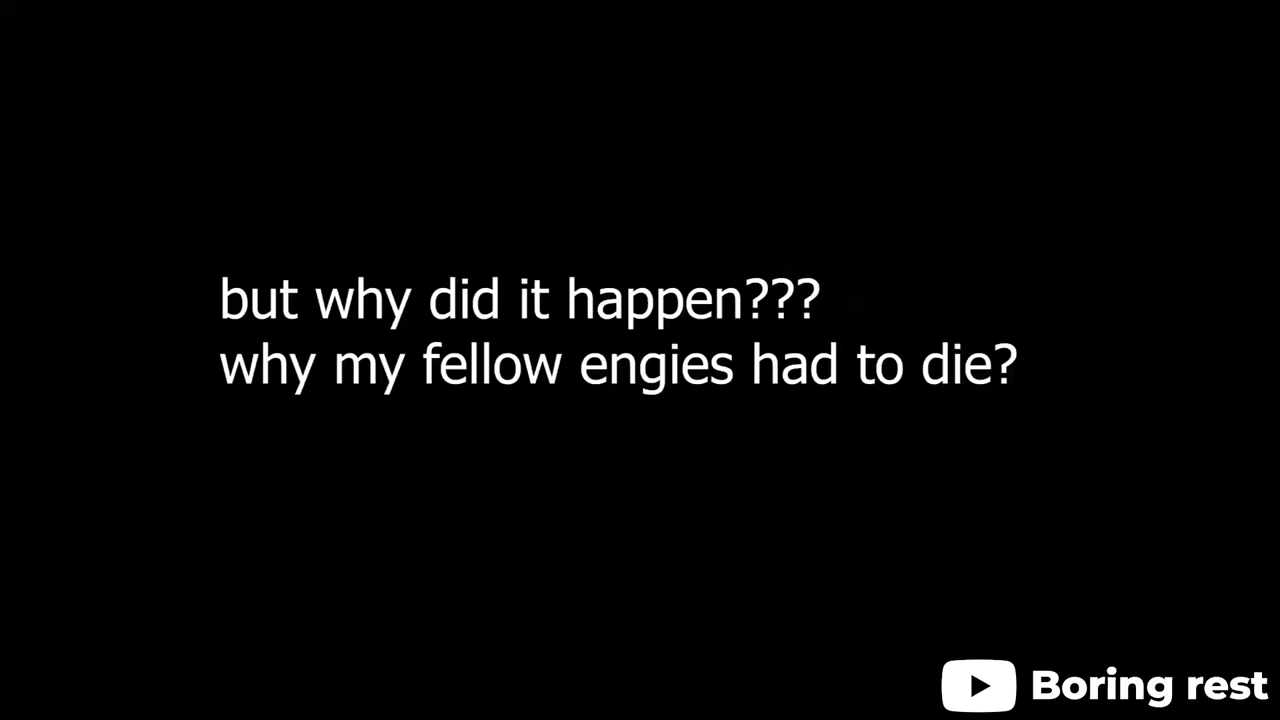 but why did it happen???
why my fellow engies had to die?
Boring rest